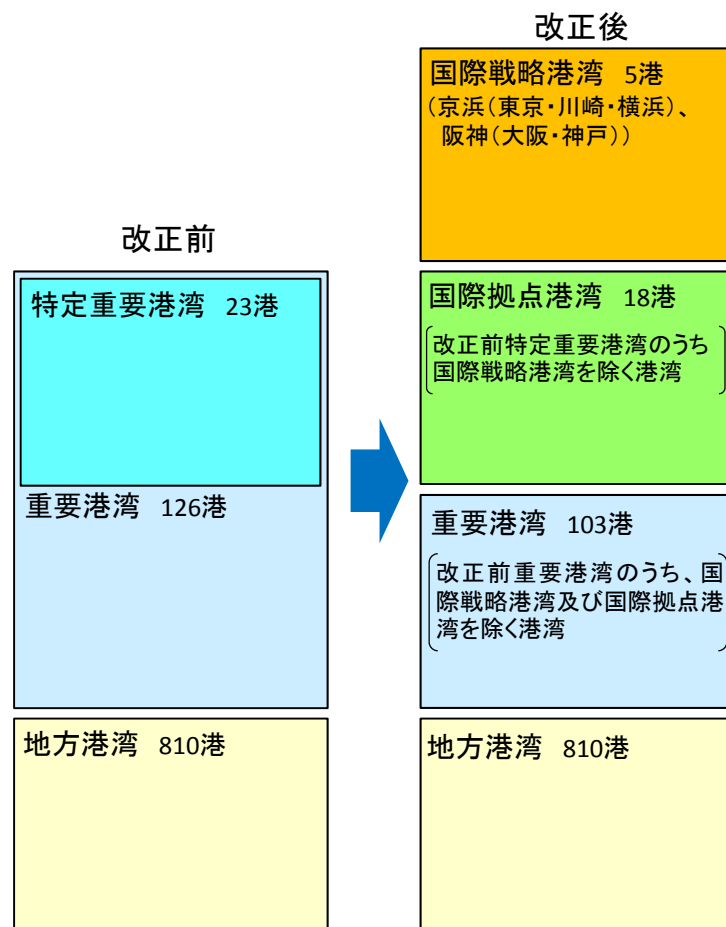 改正前
特定重要港湾 23港
重要港湾 126港
地方港湾 810港
改正後
国際戦略港湾 5港
(京浜(東京・川崎・横浜)、
阪神(大阪・神戸))
国際拠点港湾 18港
改正前特定重要港湾のうち
国際戦略港湾を除く港湾
重要港湾 103港
改正前重要港湾のうち、国
際戦略港湾及び国際拠点港
湾を除く港湾
地方港湾 810港